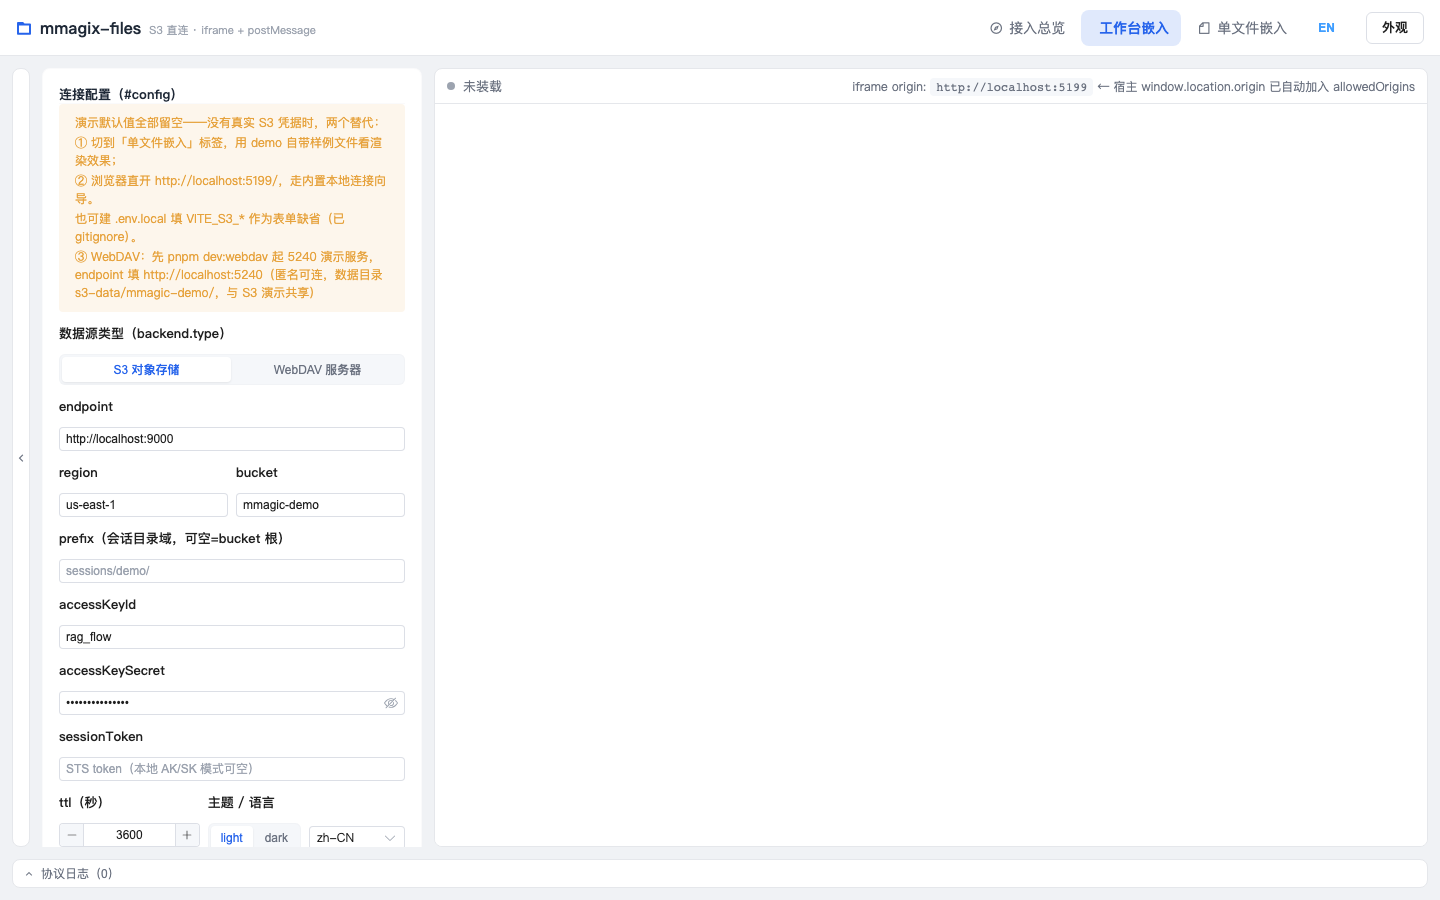 mmagix-files S3 直连 · iframe + postMessage
接入总览
工作台嵌入
单文件嵌入
EN
外观
连接配置（#config）
演示默认值全部留空——没有真实 S3 凭据时，两个替代：
① 切到「单文件嵌入」标签，用 demo 自带样例文件看渲
染效果；
② 浏览器直开 http://localhost:5199/，走内置本地连接向
导。
也可建 .env.local 填 VITE_S3_* 作为表单缺省（已
gitignore）。
③ WebDAV：先 pnpm dev:webdav 起 5240 演示服务，
endpoint 填 http://localhost:5240（匿名可连，数据目录
s3-data/mmagic-demo/，与 S3 演示共享）
数据源类型（backend.type）
S3 对象存储
WebDAV 服务器
endpoint
http://localhost:9000
region
bucket
us-east-1
mmagic-demo
prefix（会话目录域，可空=bucket 根）
sessions/demo/
accessKeyId
rag_flow
accessKeySecret
•••••••••••••••
sessionToken
STS token（本地 AK/SK 模式可空）
ttl（秒）
主题 / 语言
3600
light
dark
zh-CN
未装载
iframe origin: http://localhost:5199 ← 宿主 window.location.origin 已自动加入 allowedOrigins
协议日志（0）